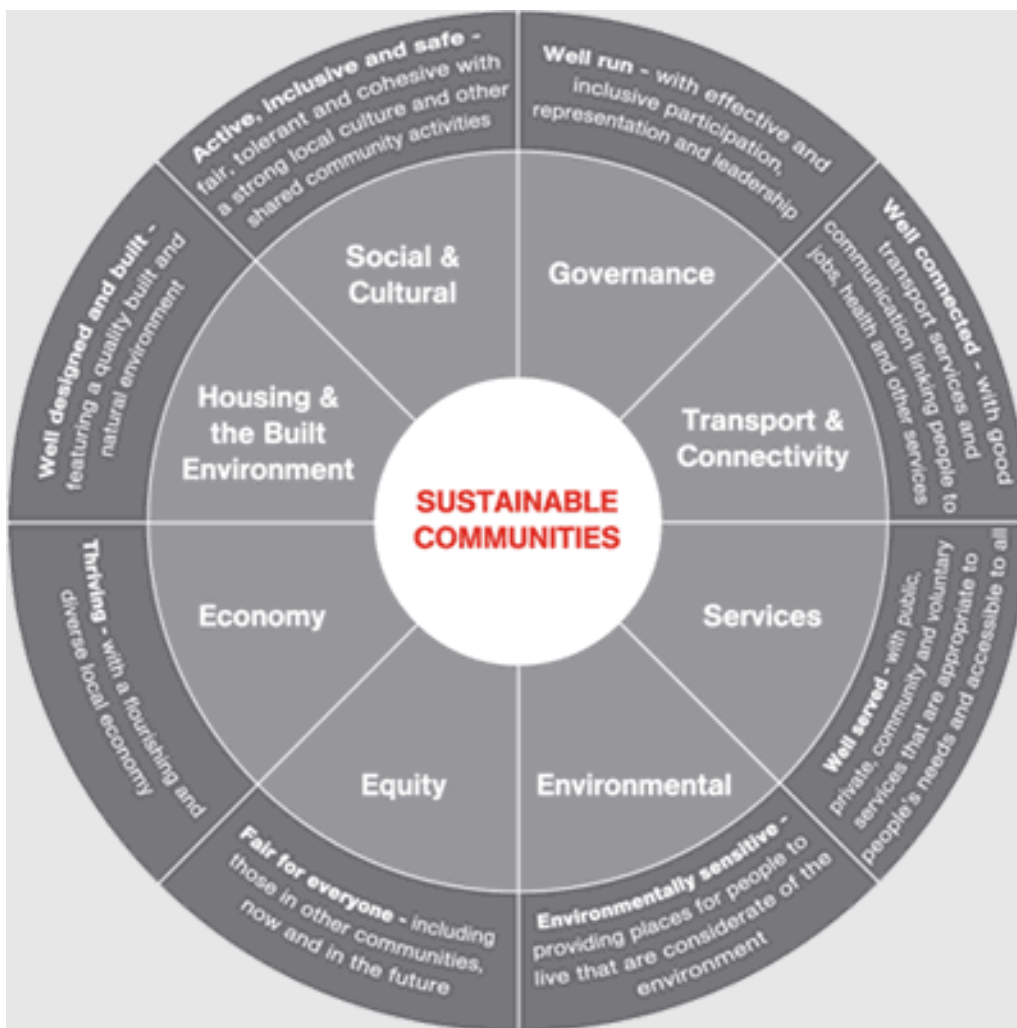 SUSTAINABLE
COMMUNITIES
Social &
Cultural
Active, inclusive and safe -
fair, tolerant and cohesive with
a strong local culture and other
shared community activities
Governance
Well run - with effective and
inclusive participation,
representation and leadership
Transport &
Connectivity
Well connected - with good
transport services and
communication linking people to
jobs, health and other services
Services
Well served - with public,
private, community and voluntary
services that are appropriate to
people's needs and accessible to all
Environmental
Environmentally sensitive -
providing places for people to
live that are considerate of the
environment
Equity
Fair for everyone - including
those in other communities,
now and in the future
Economy
Thriving - with a flourishing and
diverse local economy
Housing &
the Built
Environment
Well designed and built -
featuring a quality built and
natural environment